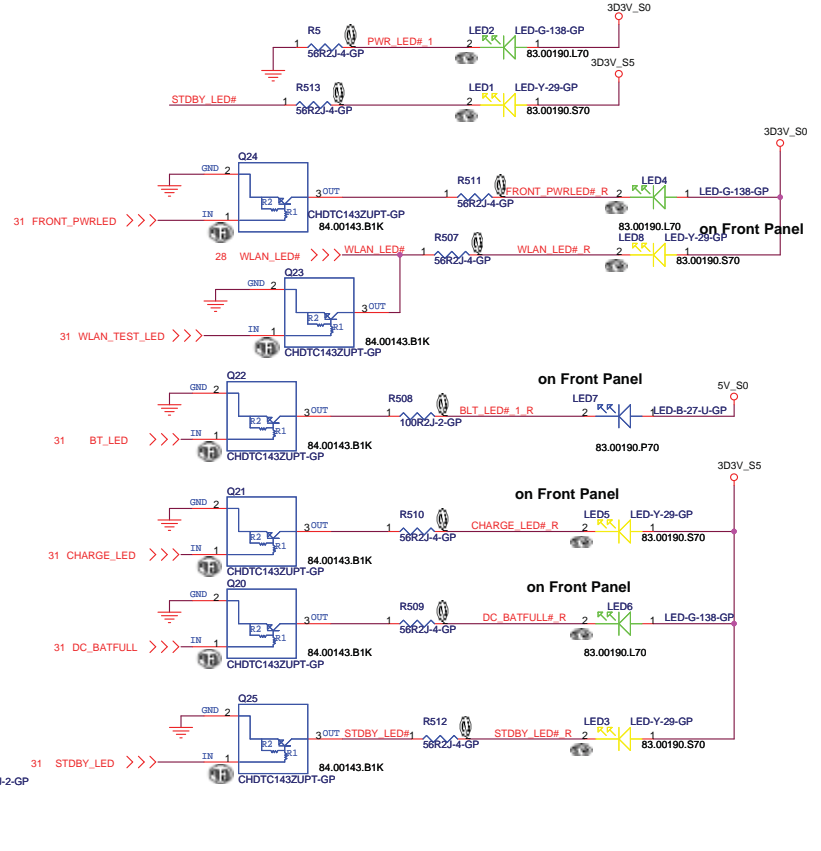 3D3V_S0
R5
PWR_LED#_1
LED2
LED-G-138-GP
1
2
1
56R2J-4-GP
83.00190.L70
3D3V_S5
R513
LED1
LED-Y-29-GP
STDBY_LED#
1
2
1
56R2J-4-GP
83.00190.S70
3D3V_S0
Q24
GND 2
R511
LED4
R2
R1
3 OUT
1
FRONT_PWRLED#_R
2
1
LED-G-138-GP
56R2J-4-GP
31 FRONT_PWRLED
IN 1
CHDTC143ZUPT-GP
84.00143.B1K
83.00190.L70
on Front Panel
R507
LED8
LED-Y-29-GP
28 WLAN_LED#
WLAN_LED#
1
WLAN_LED#_R
2
1
56R2J-4-GP
83.00190.S70
Q23
GND 2
3 OUT
R2
R1
31 WLAN_TEST_LED
IN 1
84.00143.B1K
CHDTC143ZUPT-GP
Q22
on Front Panel
5V_S0
GND 2
R508
LED7
R2
R1
3 OUT
1
BLT_LED#_1_R
2
1
LED-B-27-U-GP
100R2J-2-GP
31 BT_LED
IN 1
84.00143.B1K
83.00190.P70
CHDTC143ZUPT-GP
3D3V_S5
Q21
on Front Panel
GND 2
R510
LED5
LED-Y-29-GP
R2
R1
3 OUT
1
CHARGE_LED#_R
2
1
56R2J-4-GP
83.00190.S70
31 CHARGE_LED
IN 1
84.00143.B1K
CHDTC143ZUPT-GP
Q20
on Front Panel
GND 2
R509
LED6
R2
R1
3 OUT
1
DC_BATFULL#_R
2
1
LED-G-138-GP
56R2J-4-GP
31 DC_BATFULL
IN 1
84.00143.B1K
83.00190.L70
CHDTC143ZUPT-GP
Q25
GND 2
R512
LED3
LED-Y-29-GP
R2
R1
3 OUT
STDBY_LED#
1
STDBY_LED#_R
2
1
56R2J-4-GP
83.00190.S70
31 STDBY_LED
IN 1
84.00143.B1K
CHDTC143ZUPT-GP
J-2-GP